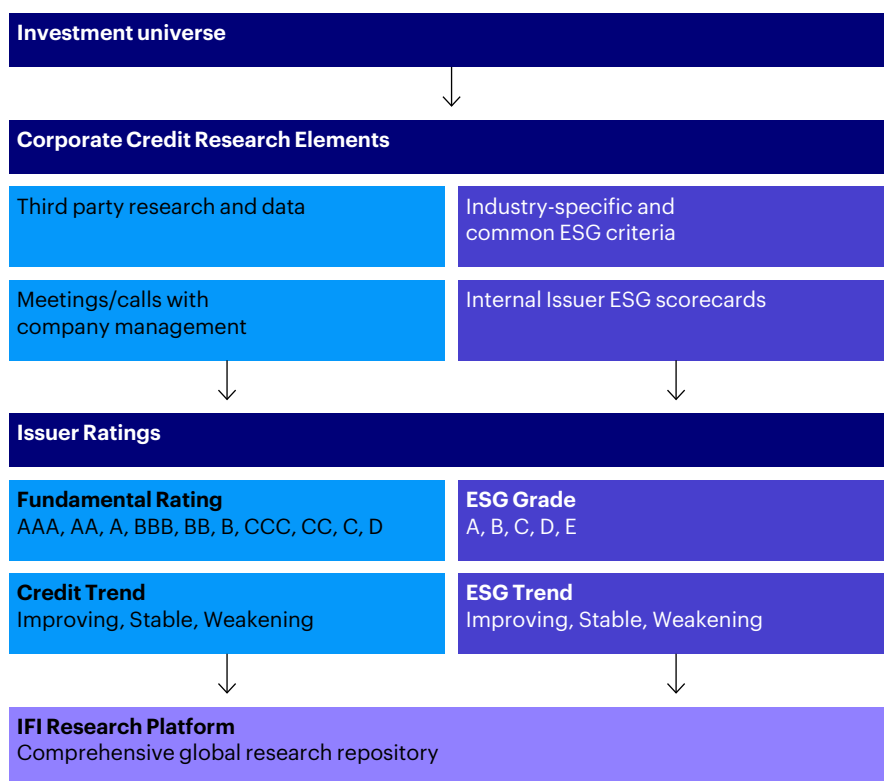 Investment universe
Corporate Credit Research Elements
Third party research and data
Industry-specific and
common ESG criteria
Meetings/calls with
company management
Internal Issuer ESG scorecards
Issuer Ratings
Fundamental Rating
AAA, AA, A, BBB, BB, B, CCC, CC, C, D
ESG Grade
A, B, C, D, E
Credit Trend
Improving, Stable, Weakening
ESG Trend
Improving, Stable, Weakening
IFI Research Platform
Comprehensive global research repository